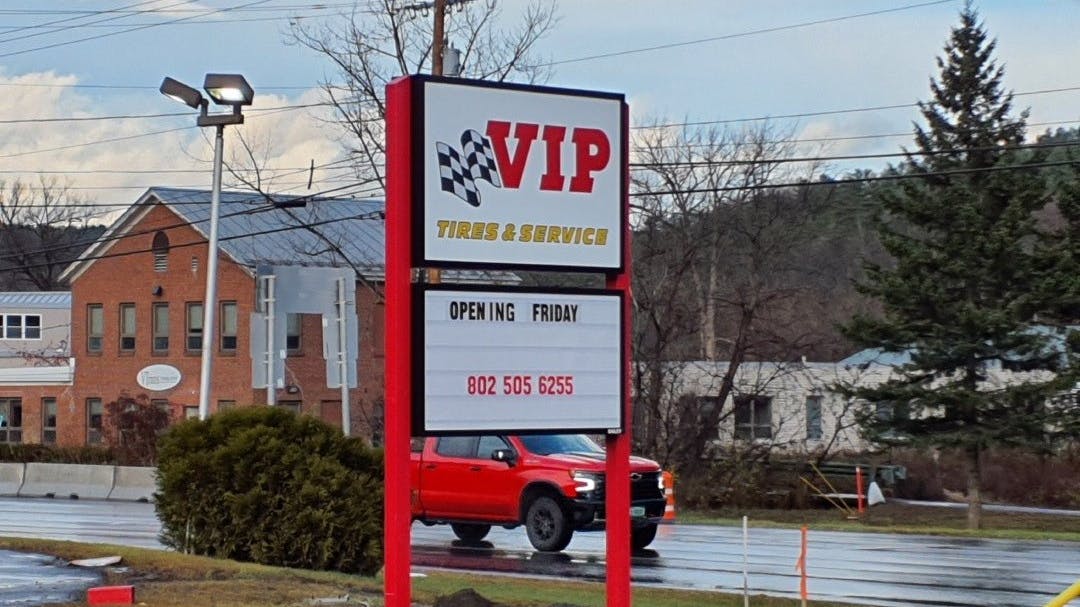 VIP
TIRES & SERVICE
OPENING FRIDAY
802 505 6255